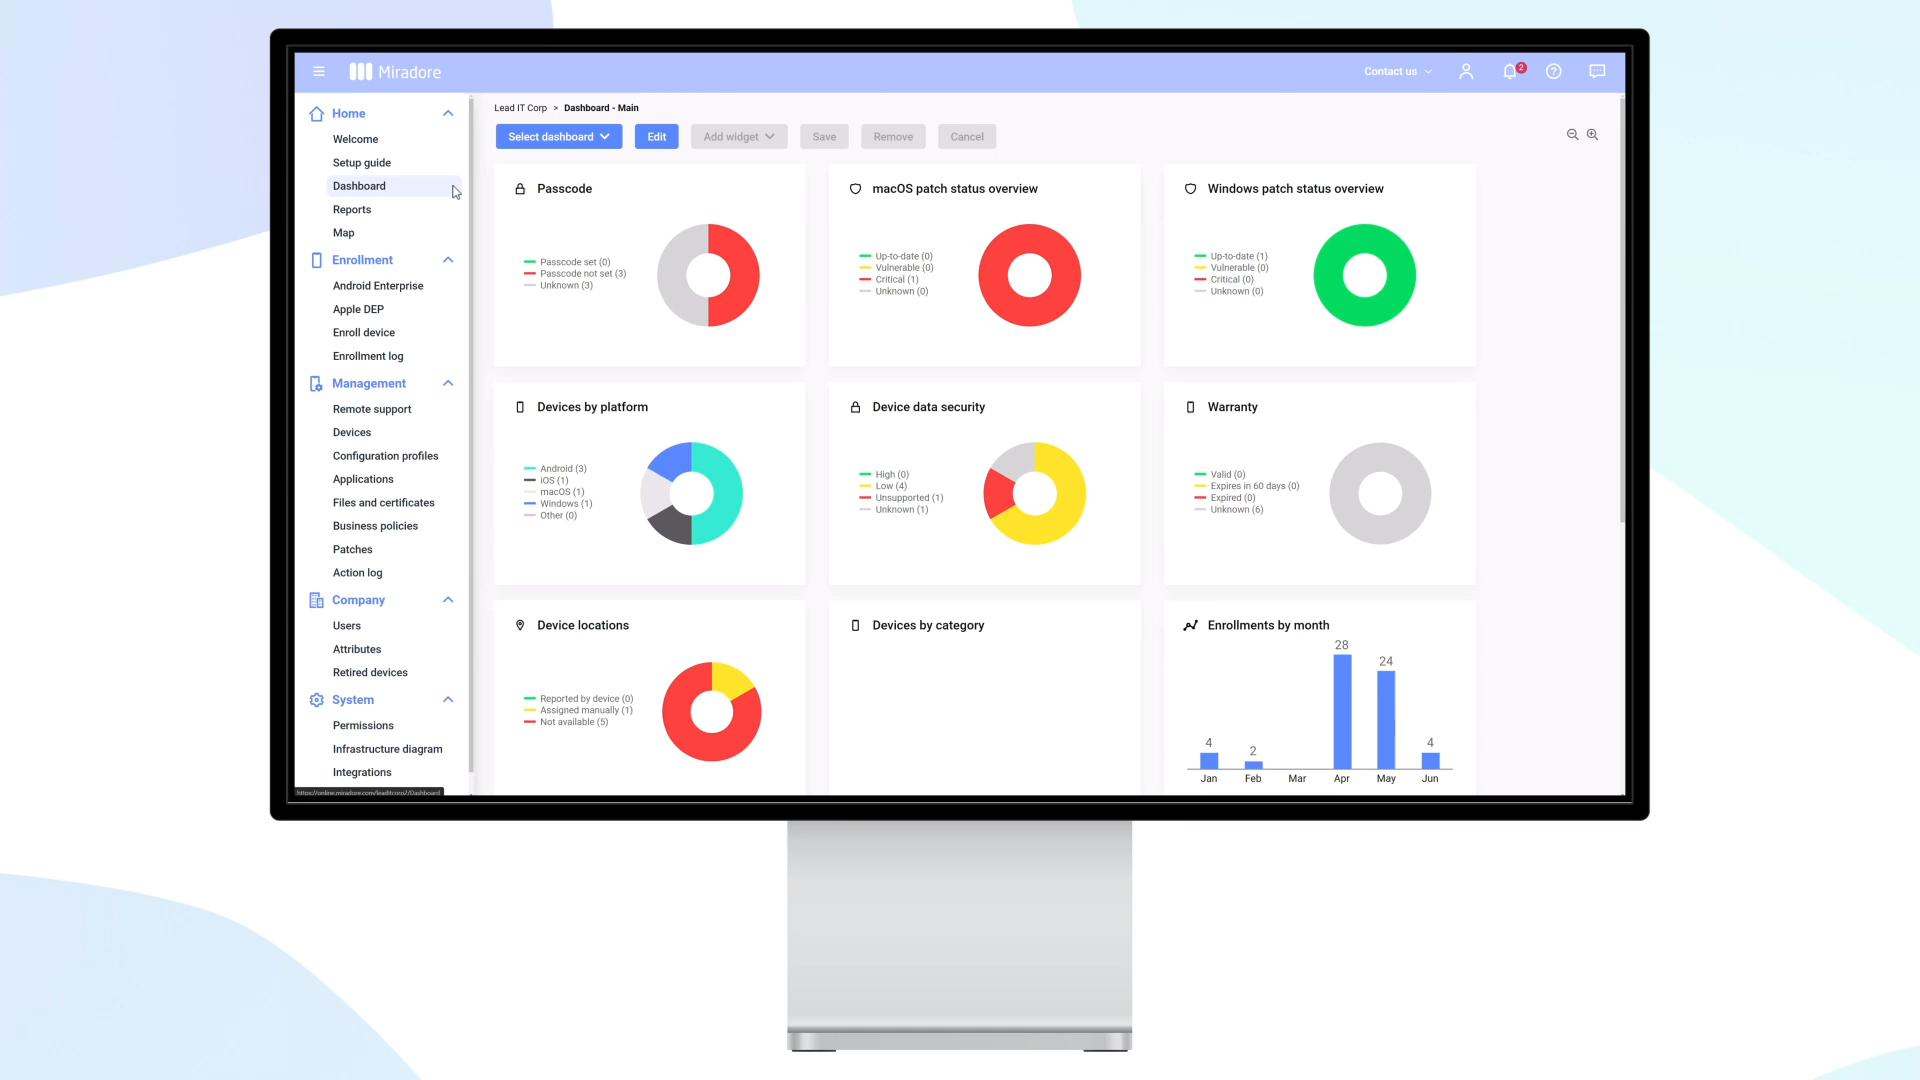 Miradore
Contact us
2
Home
Welcome
Setup guide
Dashboard
Reports
Map
Enrollment
Android Enterprise
Apple DEP
Enroll device
Enrollment log
Management
Remote support
Devices
Configuration profiles
Applications
Files and certificates
Business policies
Patches
Action log
Company
Users
Attributes
Retired devices
System
Permissions
Infrastructure diagram
Integrations
https://online.miradore.com/leaditcorp2/Dashboard
Lead IT Corp > Dashboard - Main
Select dashboard
Edit
Add widget
Save
Remove
Cancel
Passcode
Passcode set (0)
Passcode not set (3)
Unknown (3)
macOS patch status overview
Up-to-date (0)
Vulnerable (0)
Critical (1)
Unknown (0)
Windows patch status overview
Up-to-date (1)
Vulnerable (0)
Critical (0)
Unknown (0)
Devices by platform
Android (3)
iOS (1)
macOS (1)
Windows (1)
Other (0)
Device data security
High (0)
Low (4)
Unsupported (1)
Unknown (1)
Warranty
Valid (0)
Expires in 60 days (0)
Expired (0)
Unknown (6)
Device locations
Reported by device (0)
Assigned manually (1)
Not available (5)
Devices by category
Enrollments by month
4 2 28 24 4
Jan Feb Mar Apr May Jun